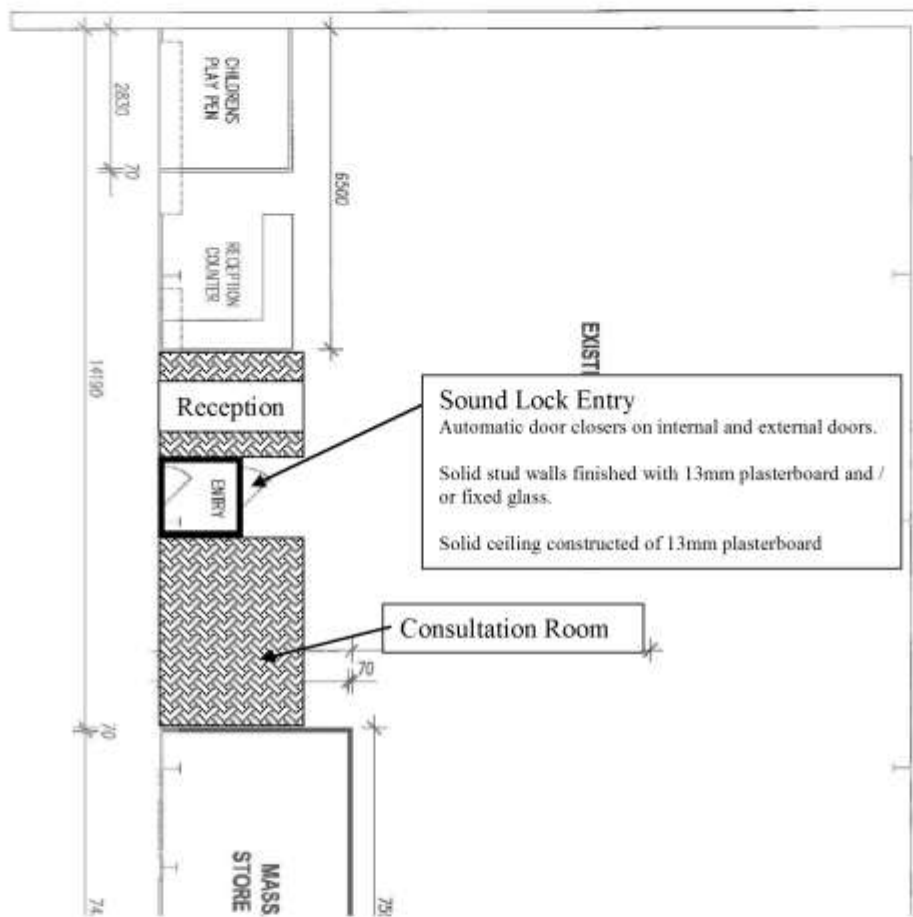 CHILDRENS
PLAY PEN
2830
70
6500
RECEPTION
COUNTER
14190
EXISTI
Reception
Sound Lock Entry
Automatic door closers on internal and external doors.
Solid stud walls finished with 13mm plasterboard and /
or fixed glass.
Solid ceiling constructed of 13mm plasterboard
ENTRY
Consultation Room
70
70
MASS
STORE
74.